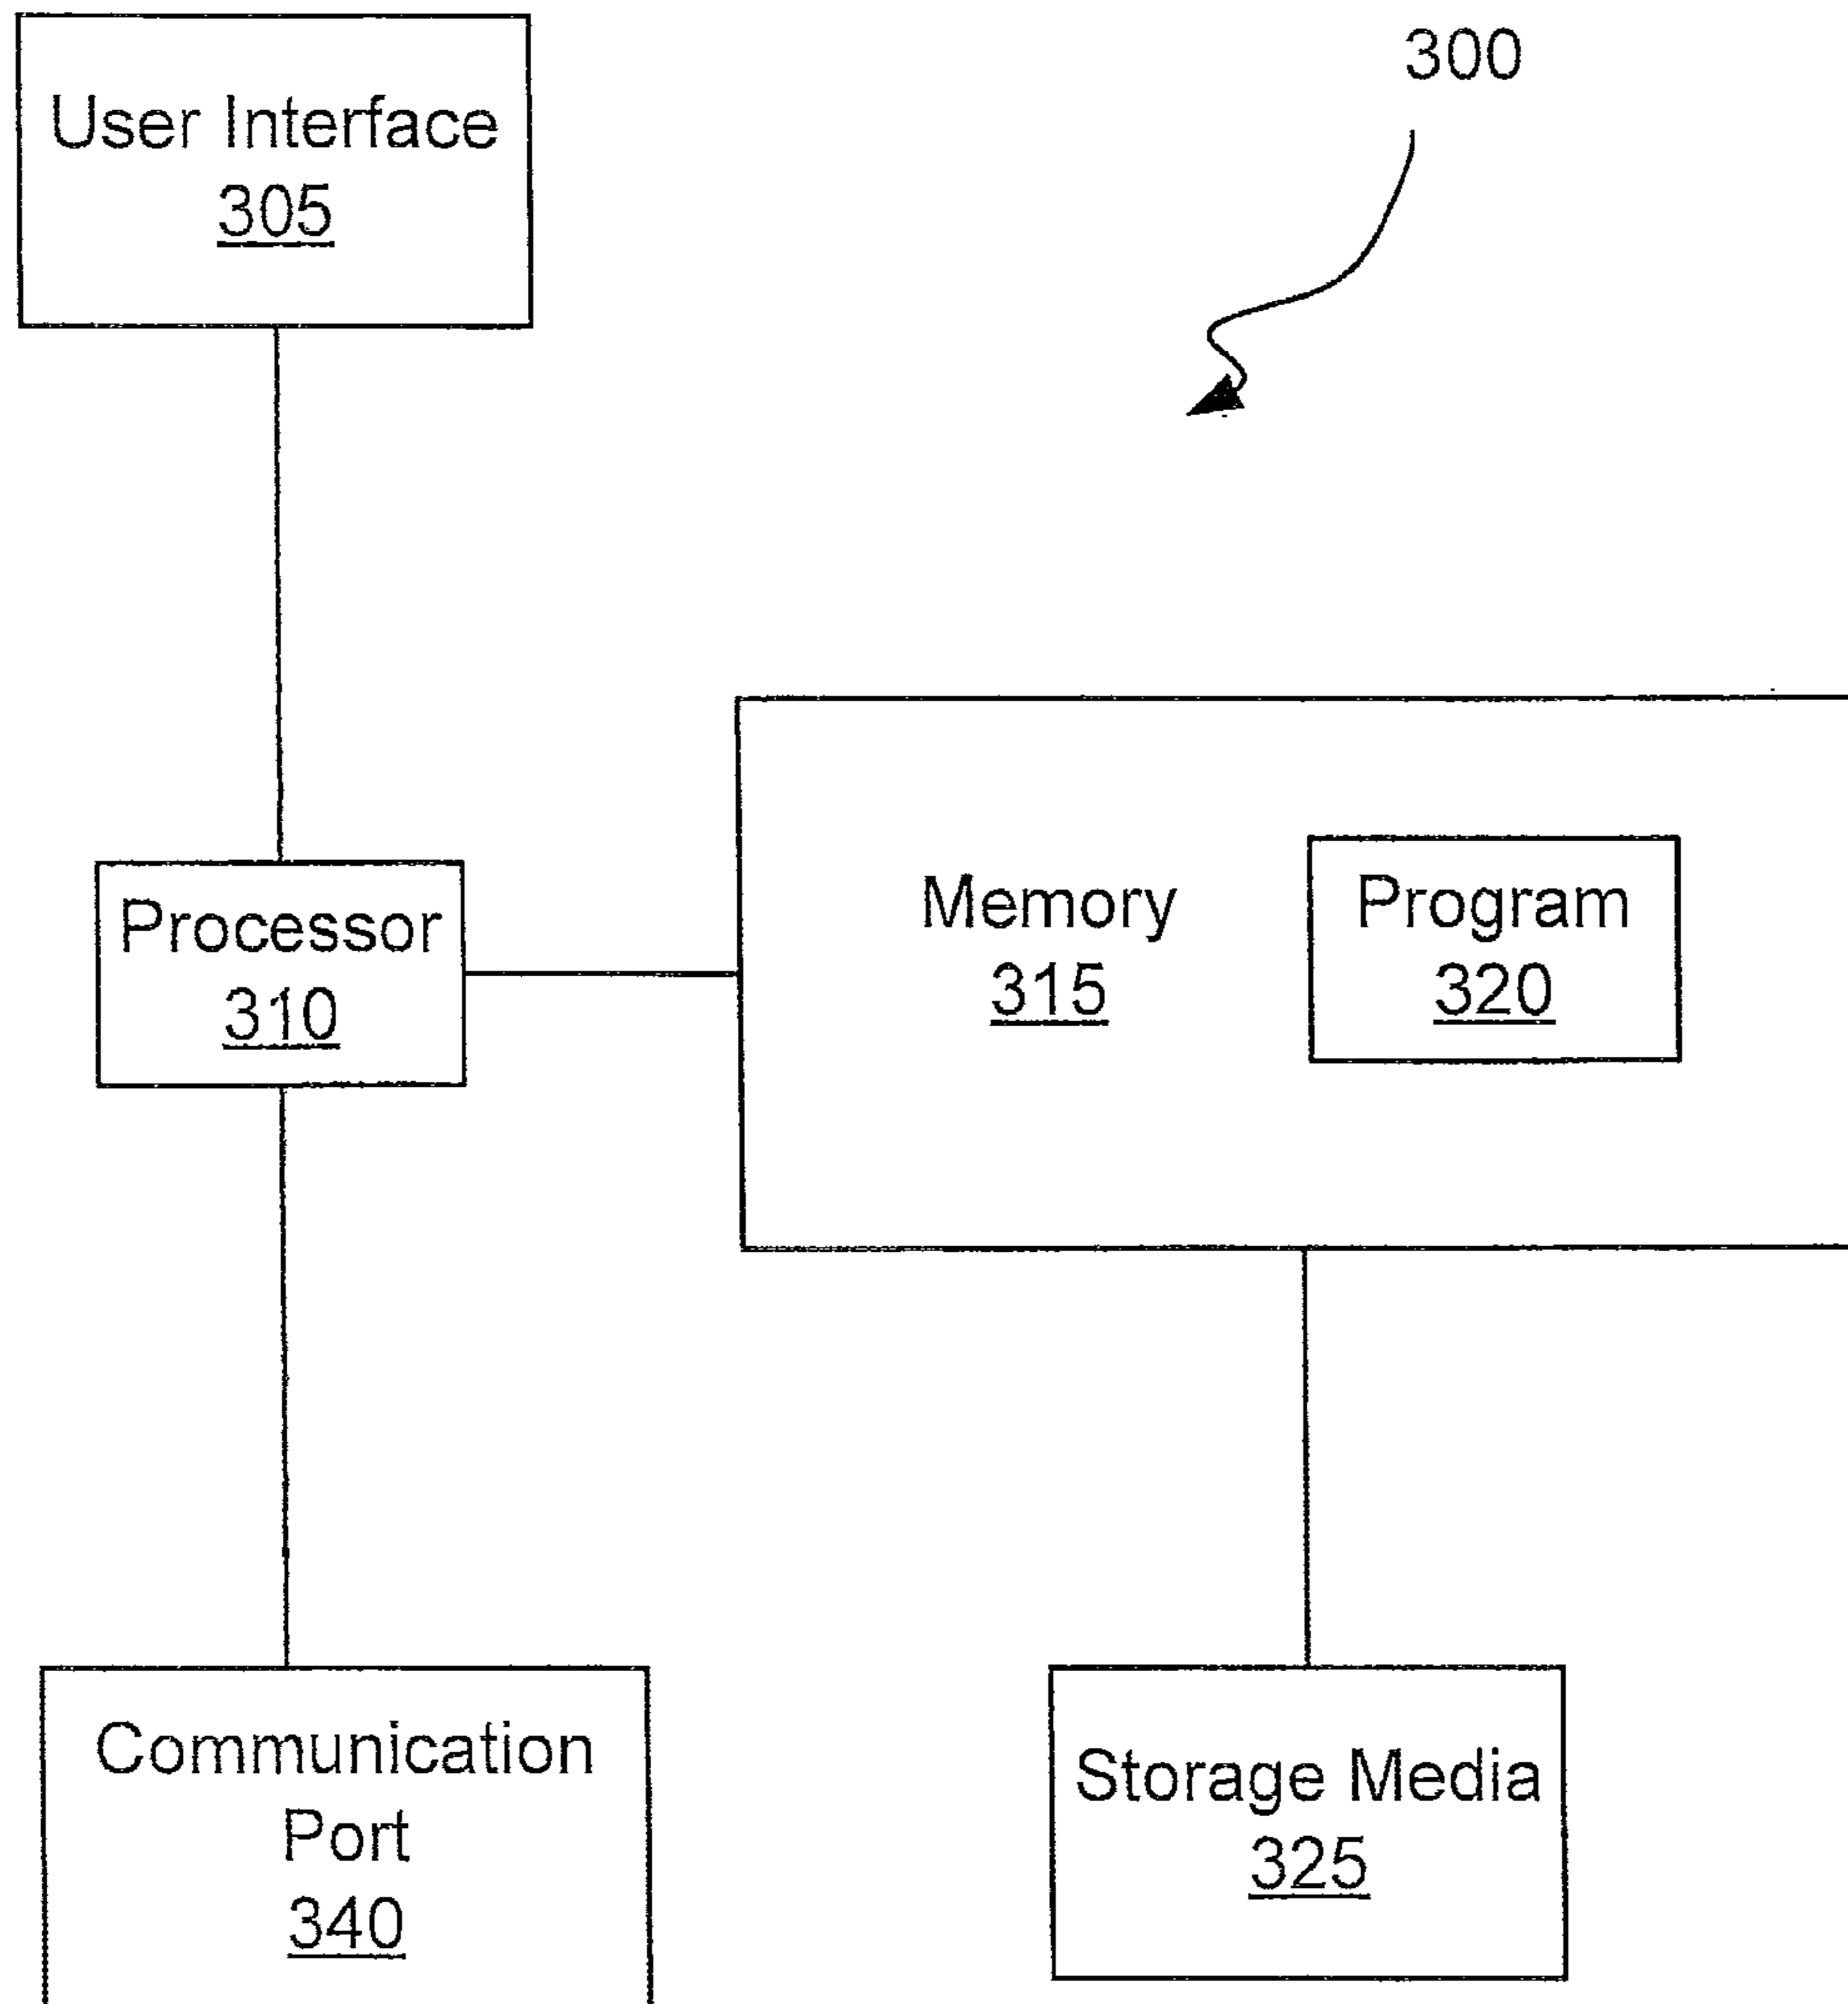 300
User Interface
305
Processor
310
Memory
315
Program
320
Communication
Port
340
Storage Media
325